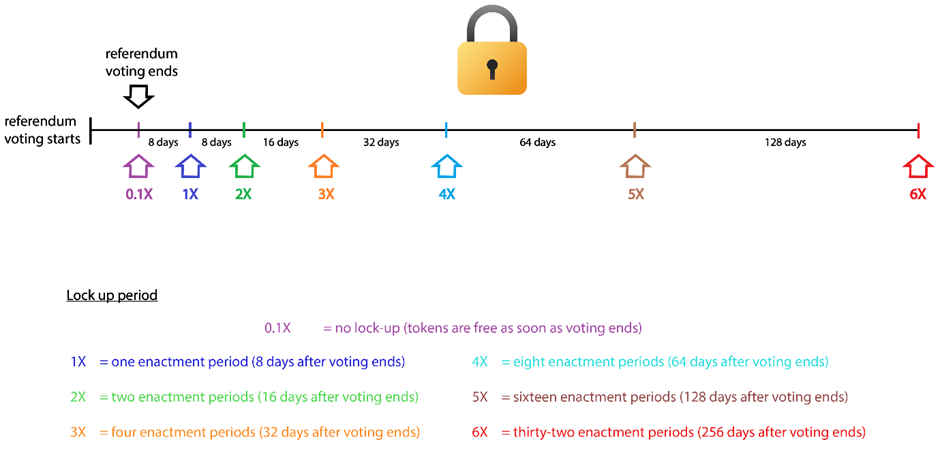 referendum
voting ends
referendum
voting starts
8 days 8 days 16 days 32 days 64 days 128 days
0.1X 1X 2X 3X 4X 5X 6X
Lock up period
0.1X = no lock-up (tokens are free as soon as voting ends)
1X = one enactment period (8 days after voting ends)
4X = eight enactment periods (64 days after voting ends)
2X = two enactment periods (16 days after voting ends)
5X = sixteen enactment periods (128 days after voting ends)
3X = four enactment periods (32 days after voting ends)
6X = thirty-two enactment periods (256 days after voting ends)